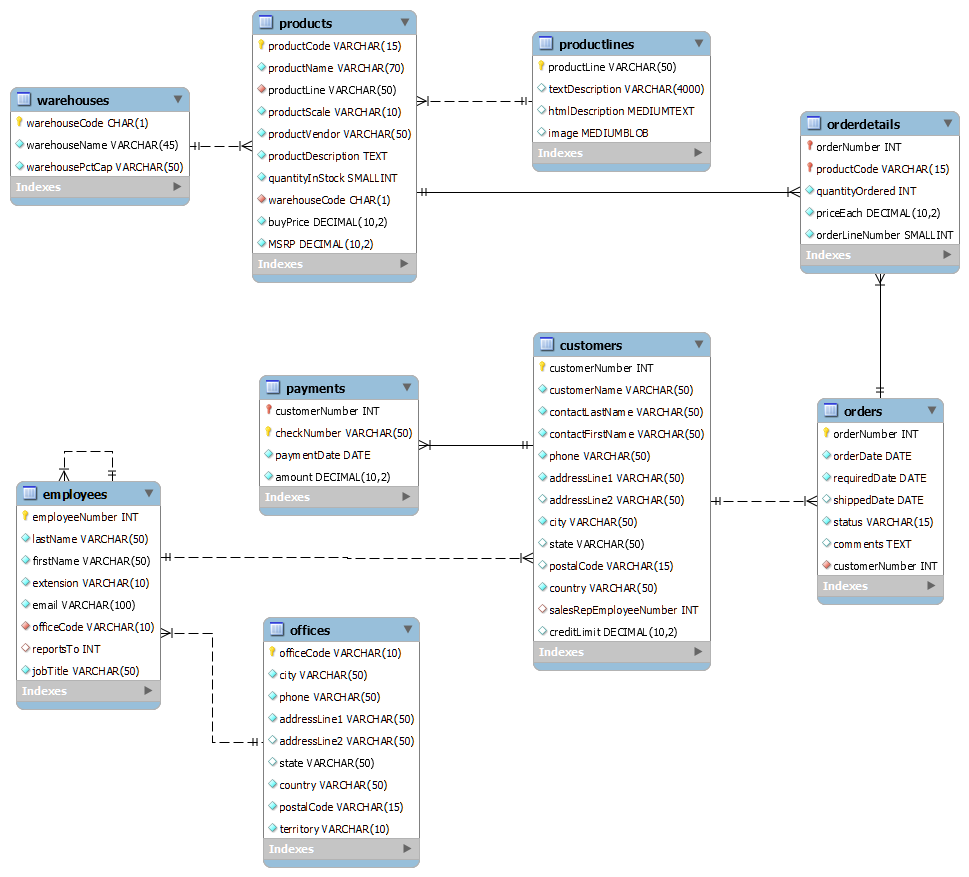 products
productCode VARCHAR(15)
productName VARCHAR(70)
productLine VARCHAR(50)
productScale VARCHAR(10)
productVendor VARCHAR(50)
productDescription TEXT
quantityInStock SMALLINT
warehouseCode CHAR(1)
buyPrice DECIMAL(10,2)
MSRP DECIMAL(10,2)
Indexes
productlines
productLine VARCHAR(50)
textDescription VARCHAR(4000)
htmlDescription MEDIUMTEXT
image MEDIUMBLOB
Indexes
warehouses
warehouseCode CHAR(1)
warehouseName VARCHAR(45)
warehousePctCap VARCHAR(50)
Indexes
orderdetails
orderNumber INT
productCode VARCHAR(15)
quantityOrdered INT
priceEach DECIMAL(10,2)
orderLineNumber SMALLINT
Indexes
customers
customerNumber INT
customerName VARCHAR(50)
contactLastName VARCHAR(50)
contactFirstName VARCHAR(50)
phone VARCHAR(50)
addressLine1 VARCHAR(50)
addressLine2 VARCHAR(50)
city VARCHAR(50)
state VARCHAR(50)
postalCode VARCHAR(15)
country VARCHAR(50)
salesRepEmployeeNumber INT
creditLimit DECIMAL(10,2)
Indexes
payments
customerNumber INT
checkNumber VARCHAR(50)
paymentDate DATE
amount DECIMAL(10,2)
Indexes
orders
orderNumber INT
orderDate DATE
requiredDate DATE
shippedDate DATE
status VARCHAR(15)
comments TEXT
customerNumber INT
Indexes
employees
employeeNumber INT
lastName VARCHAR(50)
firstName VARCHAR(50)
extension VARCHAR(10)
email VARCHAR(100)
officeCode VARCHAR(10)
reportsTo INT
jobTitle VARCHAR(50)
Indexes
offices
officeCode VARCHAR(10)
city VARCHAR(50)
phone VARCHAR(50)
addressLine1 VARCHAR(50)
addressLine2 VARCHAR(50)
state VARCHAR(50)
country VARCHAR(50)
postalCode VARCHAR(15)
territory VARCHAR(10)
Indexes